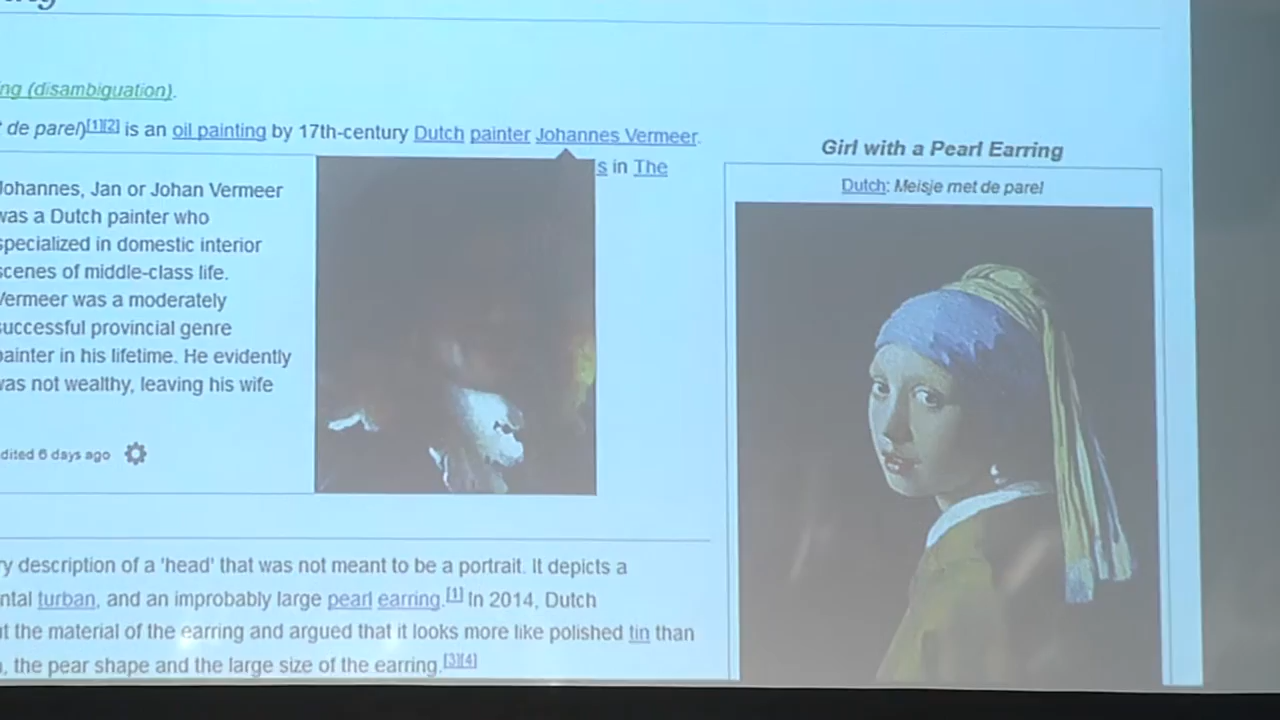 ng (disambiguation).
de parel)[1][2] is an oil painting by 17th-century Dutch painter Johannes Vermeer.
s in The
Johannes, Jan or Johan Vermeer
was a Dutch painter who
specialized in domestic interior
scenes of middle-class life.
Vermeer was a moderately
successful provincial genre
painter in his lifetime. He evidently
was not wealthy, leaving his wife
dited 6 days ago
ry description of a 'head' that was not meant to be a portrait. It depicts a
ntal turban, and an improbably large pearl earring.[1] In 2014, Dutch
t the material of the earring and argued that it looks more like polished tin than
, the pear shape and the large size of the earring.[3][4]
Girl with a Pearl Earring
Dutch: Meisje met de parel